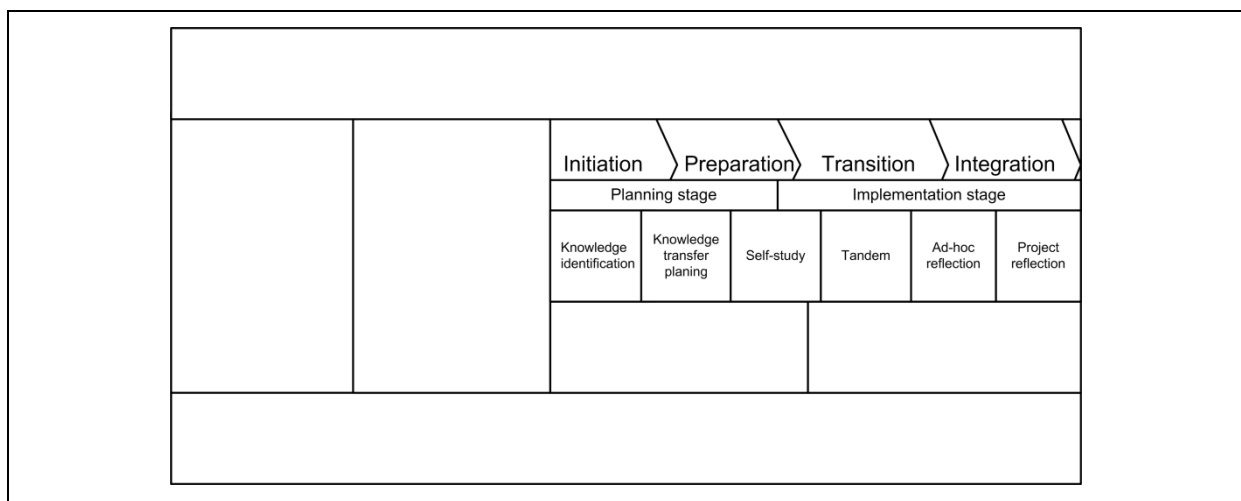 Initiation Preparation Transition Integration
Planning stage Implementation stage
Knowledge
identification
Knowledge
transfer
planing
Self-study
Tandem
Ad-hoc
reflection
Project
reflection